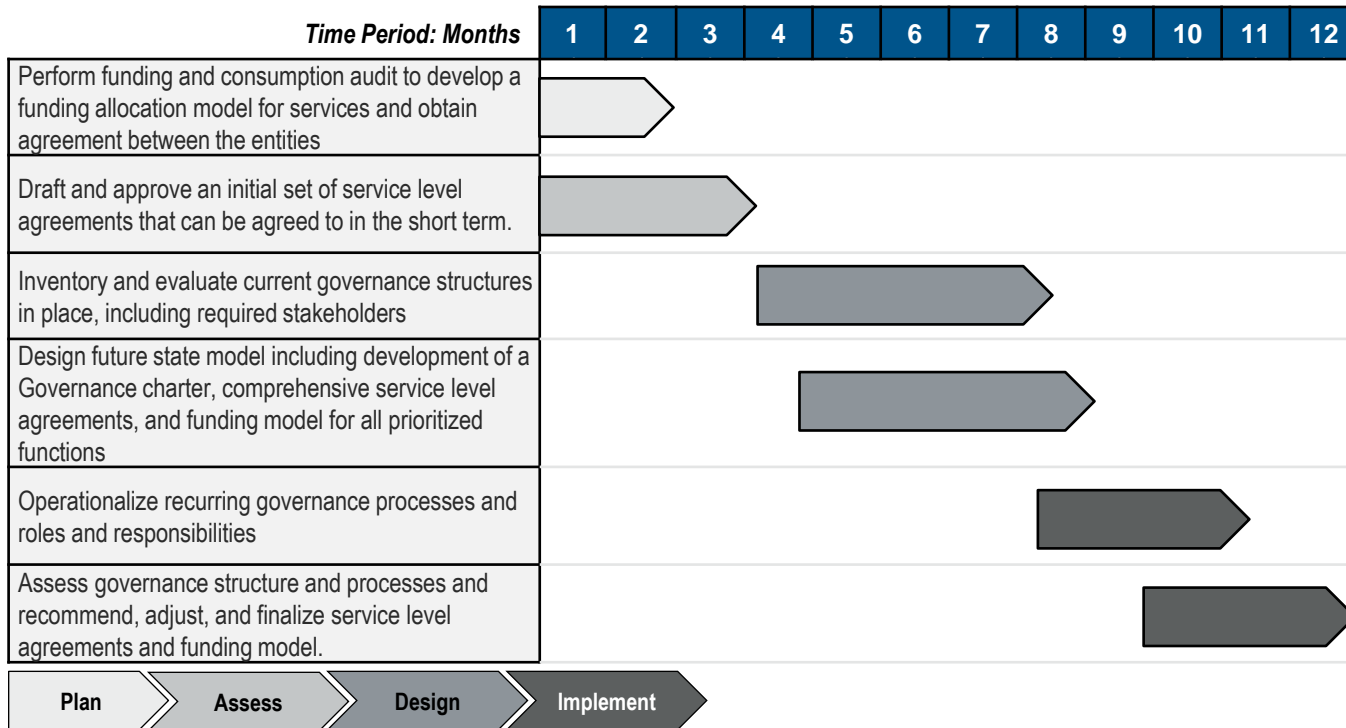 Time Period: Months 1 2 3 4 5 6 7 8 9 10 11 12
Perform funding and consumption audit to develop a
funding allocation model for services and obtain
agreement between the entities
Draft and approve an initial set of service level
agreements that can be agreed to in the short term.
Inventory and evaluate current governance structures
in place, including required stakeholders
Design future state model including development of a
Governance charter, comprehensive service level
agreements, and funding model for all prioritized
functions
Operationalize recurring governance processes and
roles and responsibilities
Assess governance structure and processes and
recommend, adjust, and finalize service level
agreements and funding model.
Plan Assess Design Implement